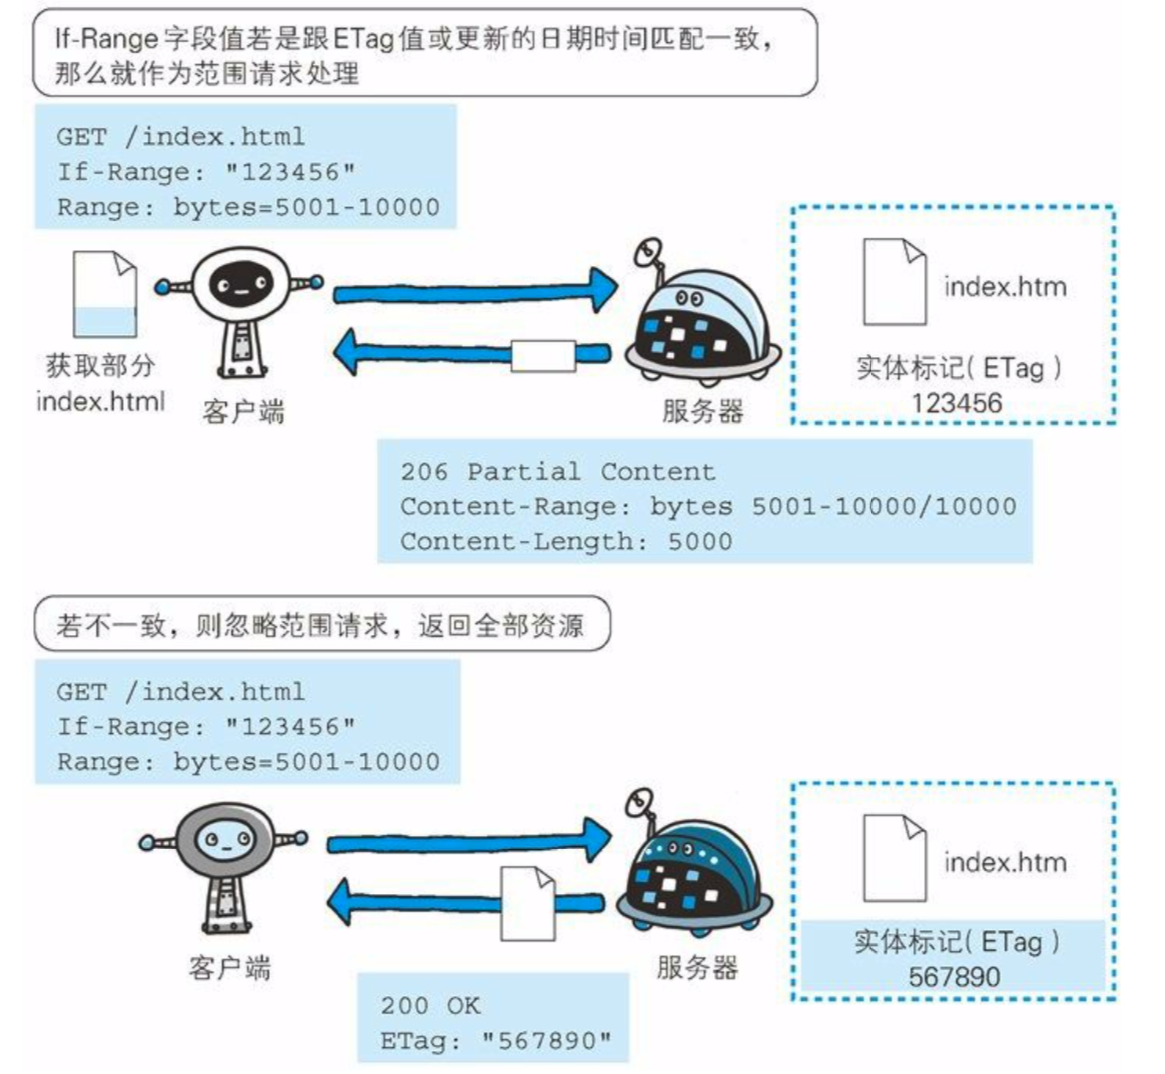 If-Range 字段值若是跟ETag值或更新的日期时间匹配一致，
那么就作为范围请求处理
GET /index.html
If-Range: "123456"
Range: bytes=5001-10000
index.htm
获取部分
index.html
客户端
服务器
实体标记( ETag )
123456
206 Partial Content
Content-Range: bytes 5001-10000/10000
Content-Length: 5000
若不一致，则忽略范围请求，返回全部资源
GET /index.html
If-Range: "123456"
Range: bytes=5001-10000
index.htm
客户端
服务器
实体标记( ETag )
567890
200 OK
ETag: "567890"